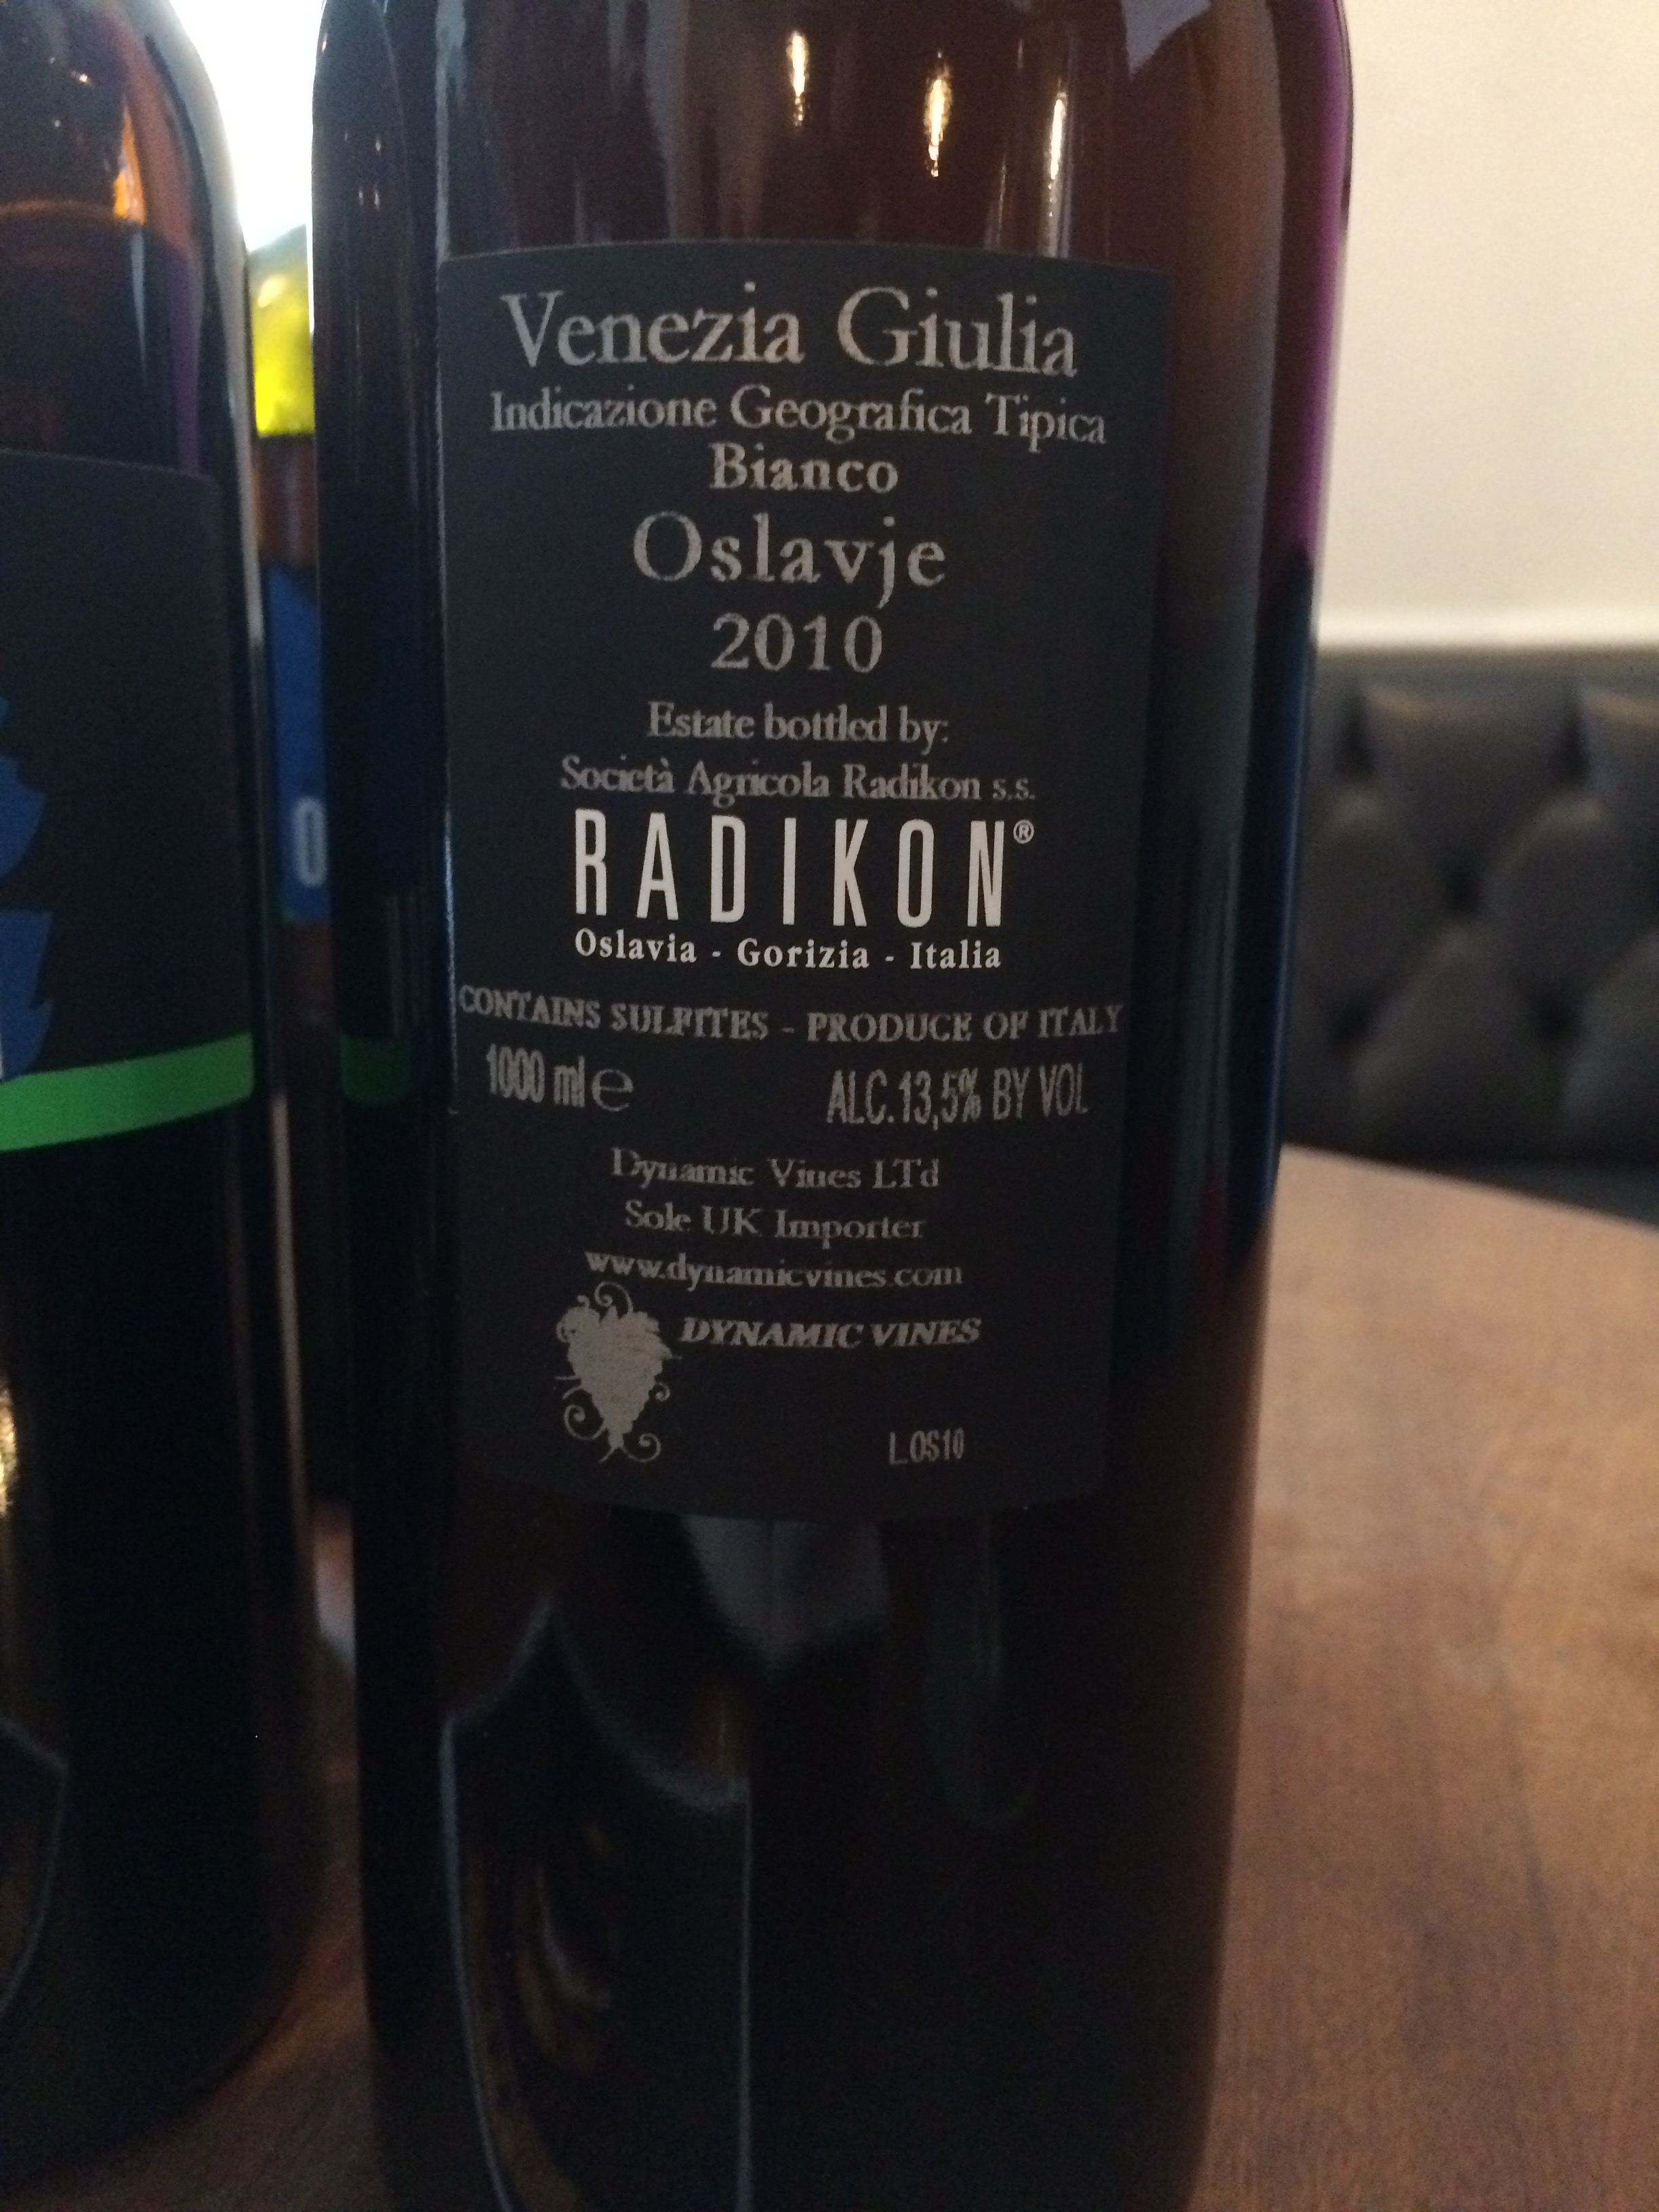 Venezia Giulia
Indicazione Geografica Tipica
Bianco
Oslavje
2010
Estate bottled by:
Società Agricola Radikon s.s.
RADIKON®
Oslavia - Gorizia - Italia
CONTAINS SULFITES - PRODUCE OF ITALY
1000 ml ℮ ALC.13,5% BY VOL
Dynamic Vines LTd
Sole UK Importer
www.dynamicvines.com
DYNAMIC VINES
L.OS10